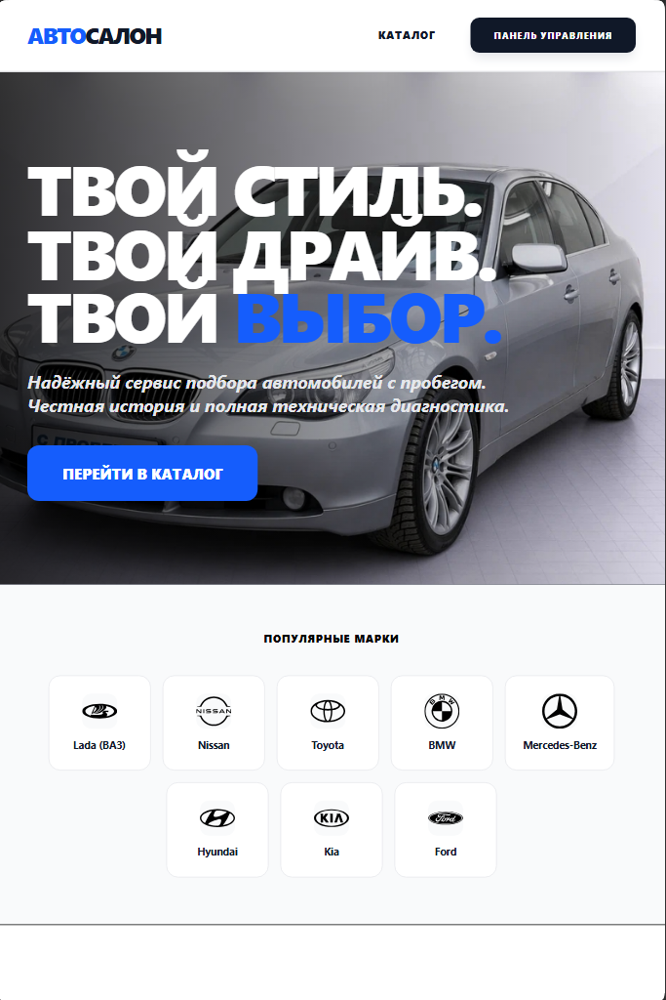 АВТОСАЛОН
КАТАЛОГ
ПАНЕЛЬ УПРАВЛЕНИЯ
ТВОЙ СТИЛЬ.
ТВОЙ ДРАЙВ.
ТВОЙ ВЫБОР.
Надёжный сервис подбора автомобилей с пробегом.
Честная история и полная техническая диагностика.
ПЕРЕЙТИ В КАТАЛОГ
ПОПУЛЯРНЫЕ МАРКИ
NISSAN
BMW
Lada (ВАЗ)
Nissan
Toyota
BMW
Mercedes-Benz
KIA
Ford
Hyundai
Kia
Ford